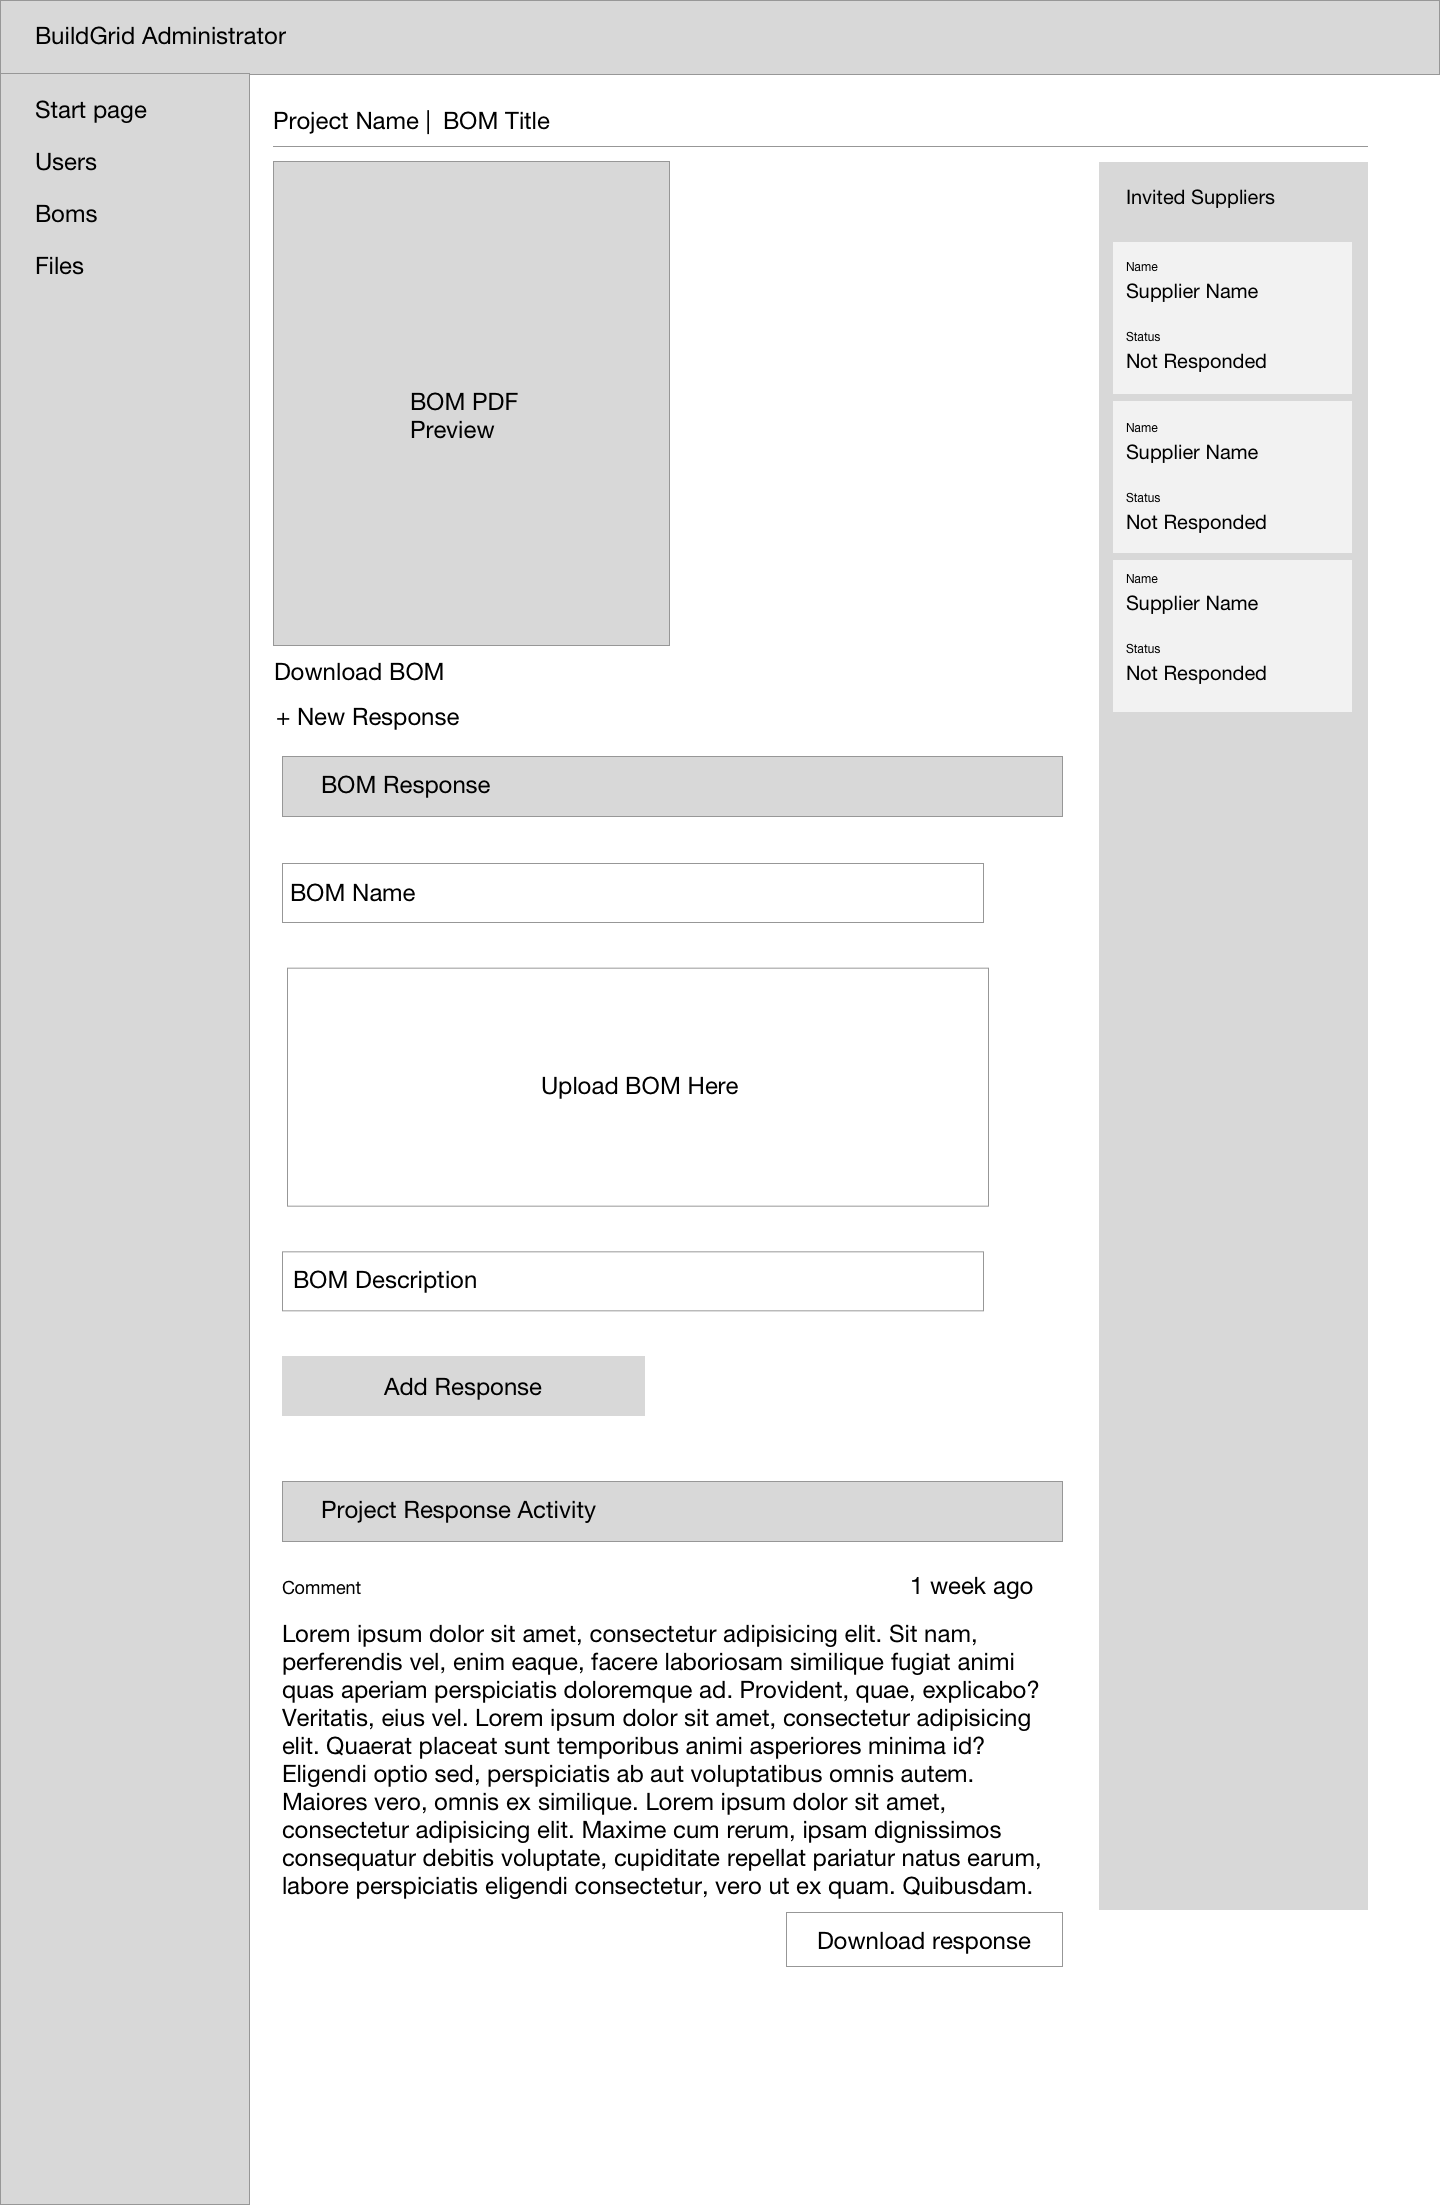 BuildGrid Administrator
Start page
Users
Boms
Files
Project Name | BOM Title
BOM PDF
Preview
Download BOM
+ New Response
BOM Response
BOM Name
Upload BOM Here
BOM Description
Add Response
Project Response Activity
Comment
1 week ago
Lorem ipsum dolor sit amet, consectetur adipisicing elit. Sit nam,
perferendis vel, enim eaque, facere laboriosam similique fugiat animi
quas aperiam perspiciatis doloremque ad. Provident, quae, explicabo?
Veritatis, eius vel. Lorem ipsum dolor sit amet, consectetur adipisicing
elit. Quaerat placeat sunt temporibus animi asperiores minima id?
Eligendi optio sed, perspiciatis ab aut voluptatibus omnis autem.
Maiores vero, omnis ex similique. Lorem ipsum dolor sit amet,
consectetur adipisicing elit. Maxime cum rerum, ipsam dignissimos
consequatur debitis voluptate, cupiditate repellat pariatur natus earum,
labore perspiciatis eligendi consectetur, vero ut ex quam. Quibusdam.
Download response
Invited Suppliers
Name
Supplier Name
Status
Not Responded
Name
Supplier Name
Status
Not Responded
Name
Supplier Name
Status
Not Responded